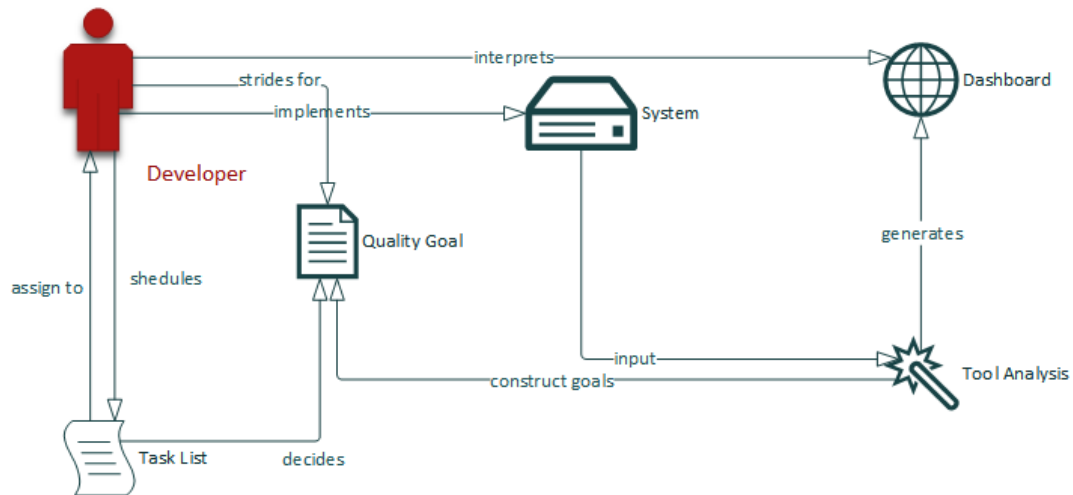 interprets
strides for
Dashboard
implements
System
Developer
Quality Goal
generates
shedules
assign to
input
Tool Analysis
construct goals
Task List
decides